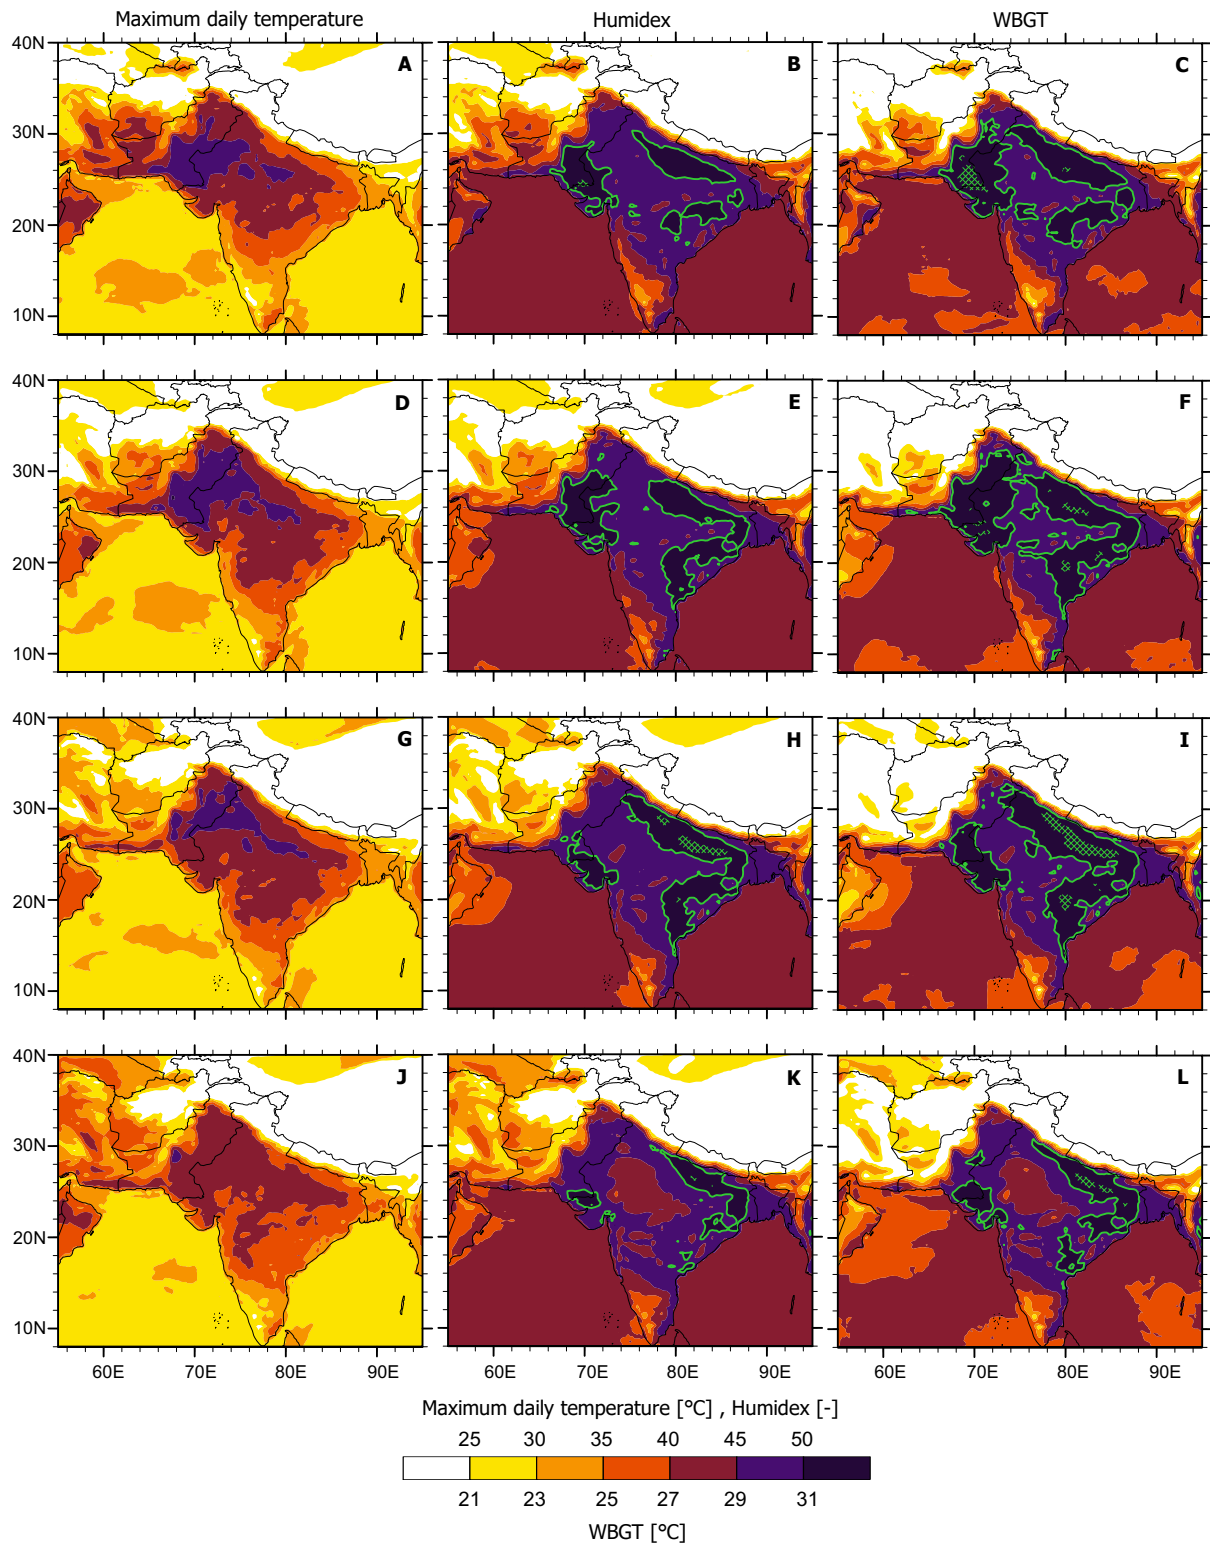 Maximum daily temperature Humidex WBGT
40N A B C
30N
20N
10N
40N D E F
30N
20N
10N
40N G H I
30N
20N
10N
40N J K L
30N
20N
10N
60E 70E 80E 90E 60E 70E 80E 90E 60E 70E 80E 90E
Maximum daily temperature [°C] , Humidex [-]
25 30 35 40 45 50
21 23 25 27 29 31
WBGT [°C]